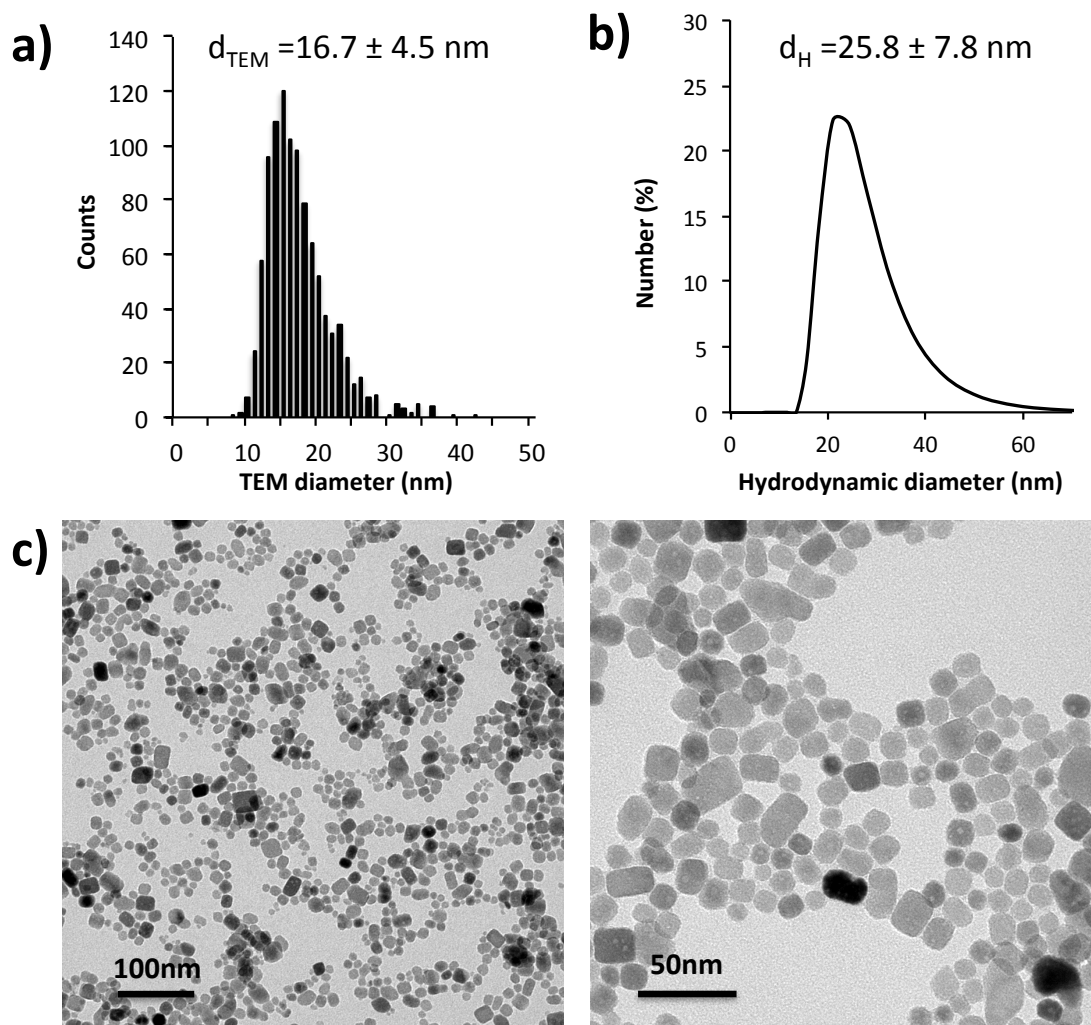 a)
d_TEM =16.7 ± 4.5 nm
140
120
100
80
60
40
20
0
Counts
0 10 20 30 40 50
TEM diameter (nm)
b)
d_H =25.8 ± 7.8 nm
30
25
20
15
10
5
0
Number (%)
0 20 40 60
Hydrodynamic diameter (nm)
c)
100nm
50nm